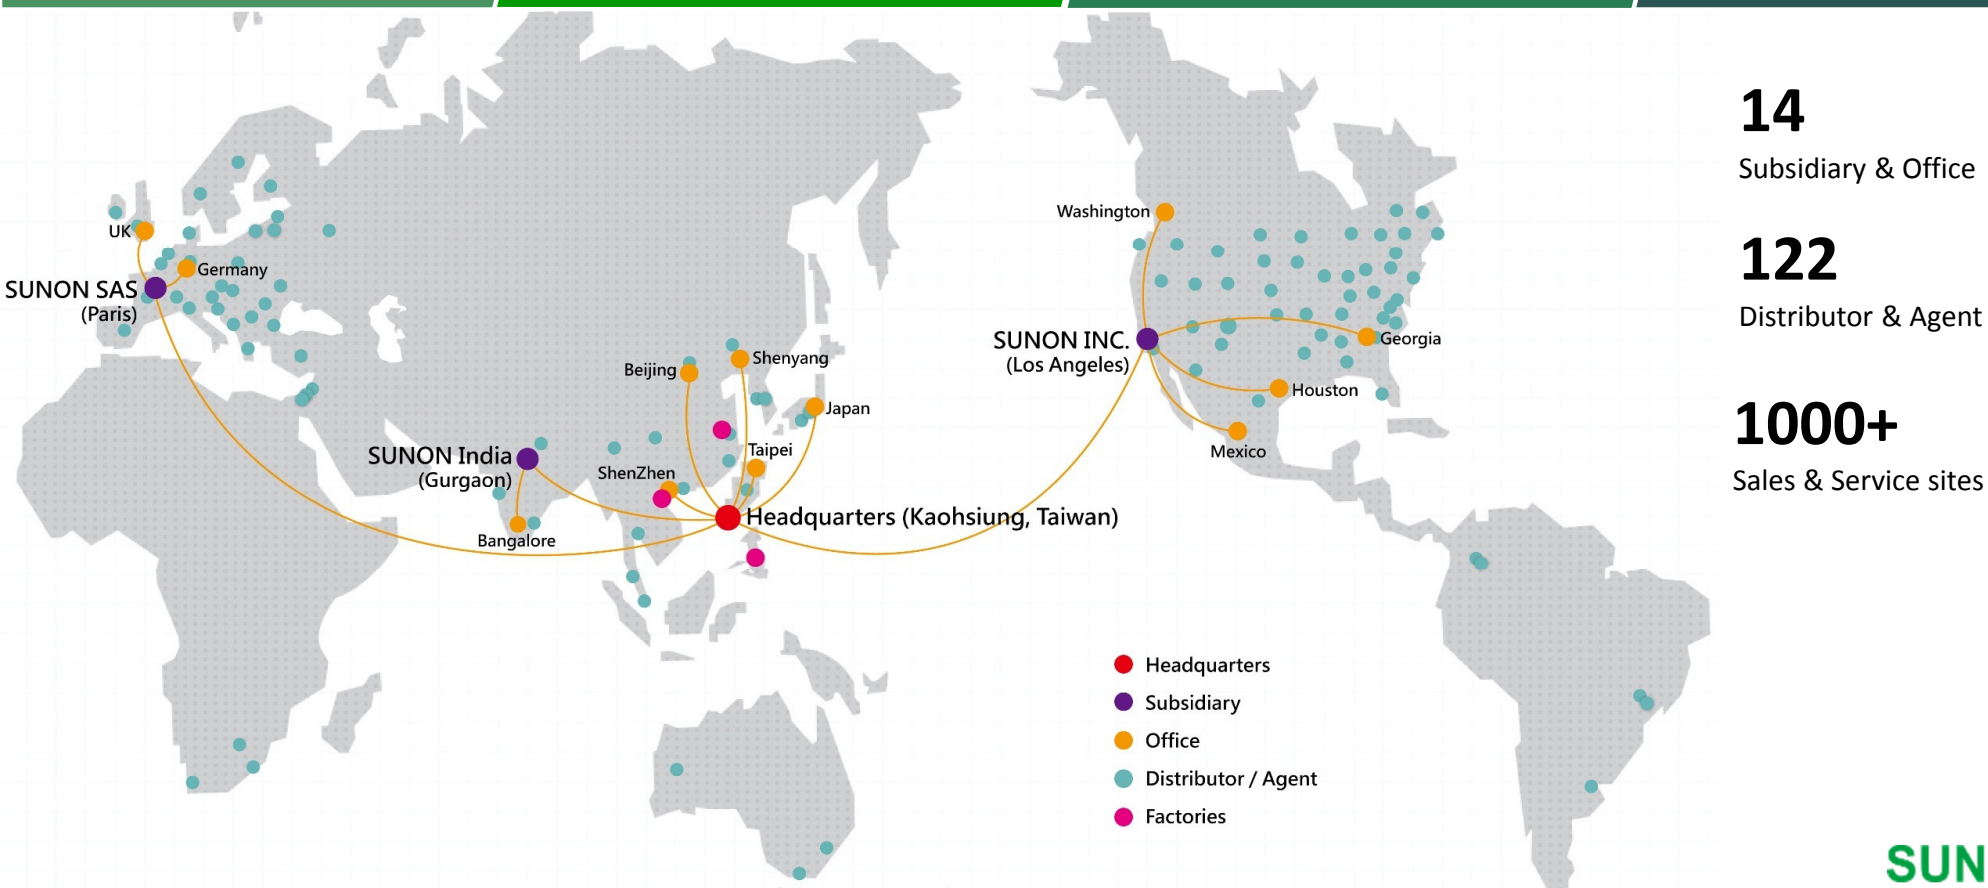 14
Subsidiary & Office
122
Distributor & Agent
1000+
Sales & Service sites
UK
Germany
SUNON SAS
(Paris)
Beijing
Shenyang
Japan
Taipei
SUNON India
(Gurgaon)
ShenZhen
Bangalore
Headquarters (Kaohsiung, Taiwan)
Washington
SUNON INC.
(Los Angeles)
Georgia
Houston
Mexico
Headquarters
Subsidiary
Office
Distributor / Agent
Factories
SUN